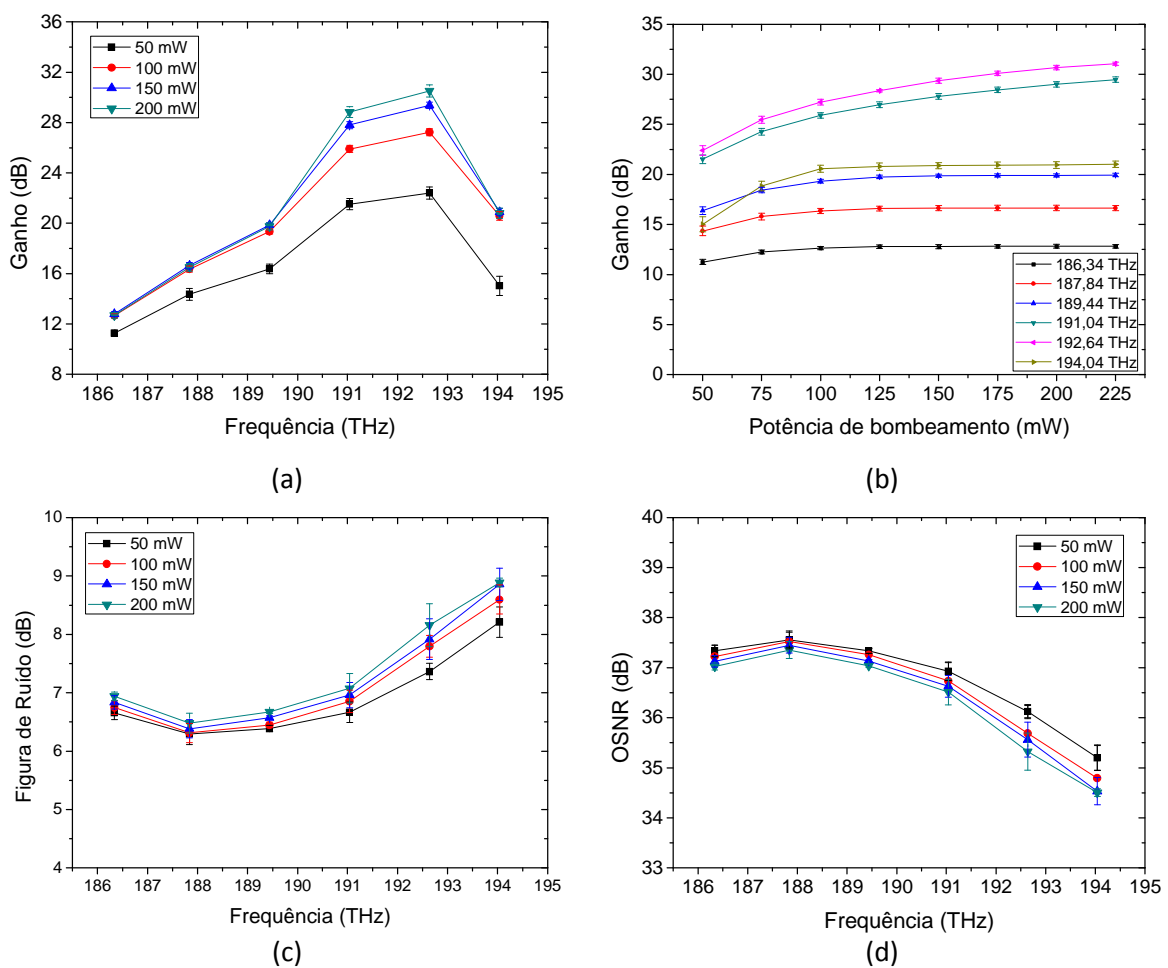 36
32
28
24
20
16
12
8
Ganho (dB)
50 mW
100 mW
150 mW
200 mW
186 187 188 189 190 191 192 193 194 195
Frequência (THz)
(a)
35
30
25
20
15
10
5
0
Ganho (dB)
186,34 THz
187,84 THz
189,44 THz
191,04 THz
192,64 THz
194,04 THz
50 75 100 125 150 175 200 225
Potência de bombeamento (mW)
(b)
10
9
8
7
6
5
4
Figura de Ruído (dB)
50 mW
100 mW
150 mW
200 mW
186 187 188 189 190 191 192 193 194 195
Frequência (THz)
(c)
40
39
38
37
36
35
34
33
OSNR (dB)
50 mW
100 mW
150 mW
200 mW
186 187 188 189 190 191 192 193 194 195
Frequência (THz)
(d)